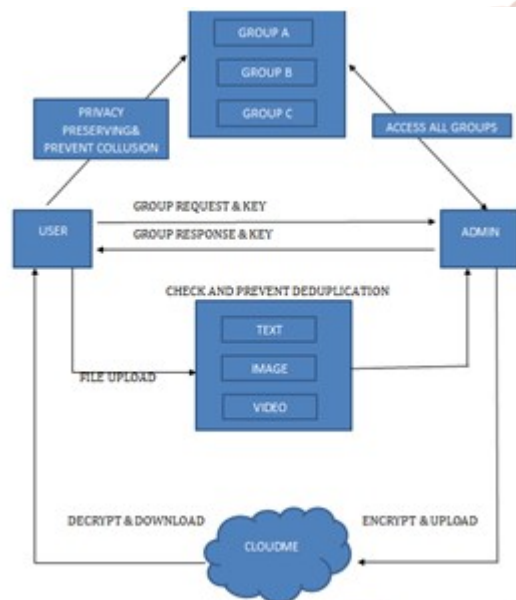 GROUP A
GROUP B
GROUP C
PRIVACY
PRESERVING&
PREVENT COLLUSION
ACCESS ALL GROUPS
GROUP REQUEST & KEY
USER
GROUP RESPONSE & KEY
ADMIN
CHECK AND PREVENT DEDUPLICATION
TEXT
IMAGE
VIDEO
FILE UPLOAD
DECRYPT & DOWNLOAD
ENCRYPT & UPLOAD
CLOUDME